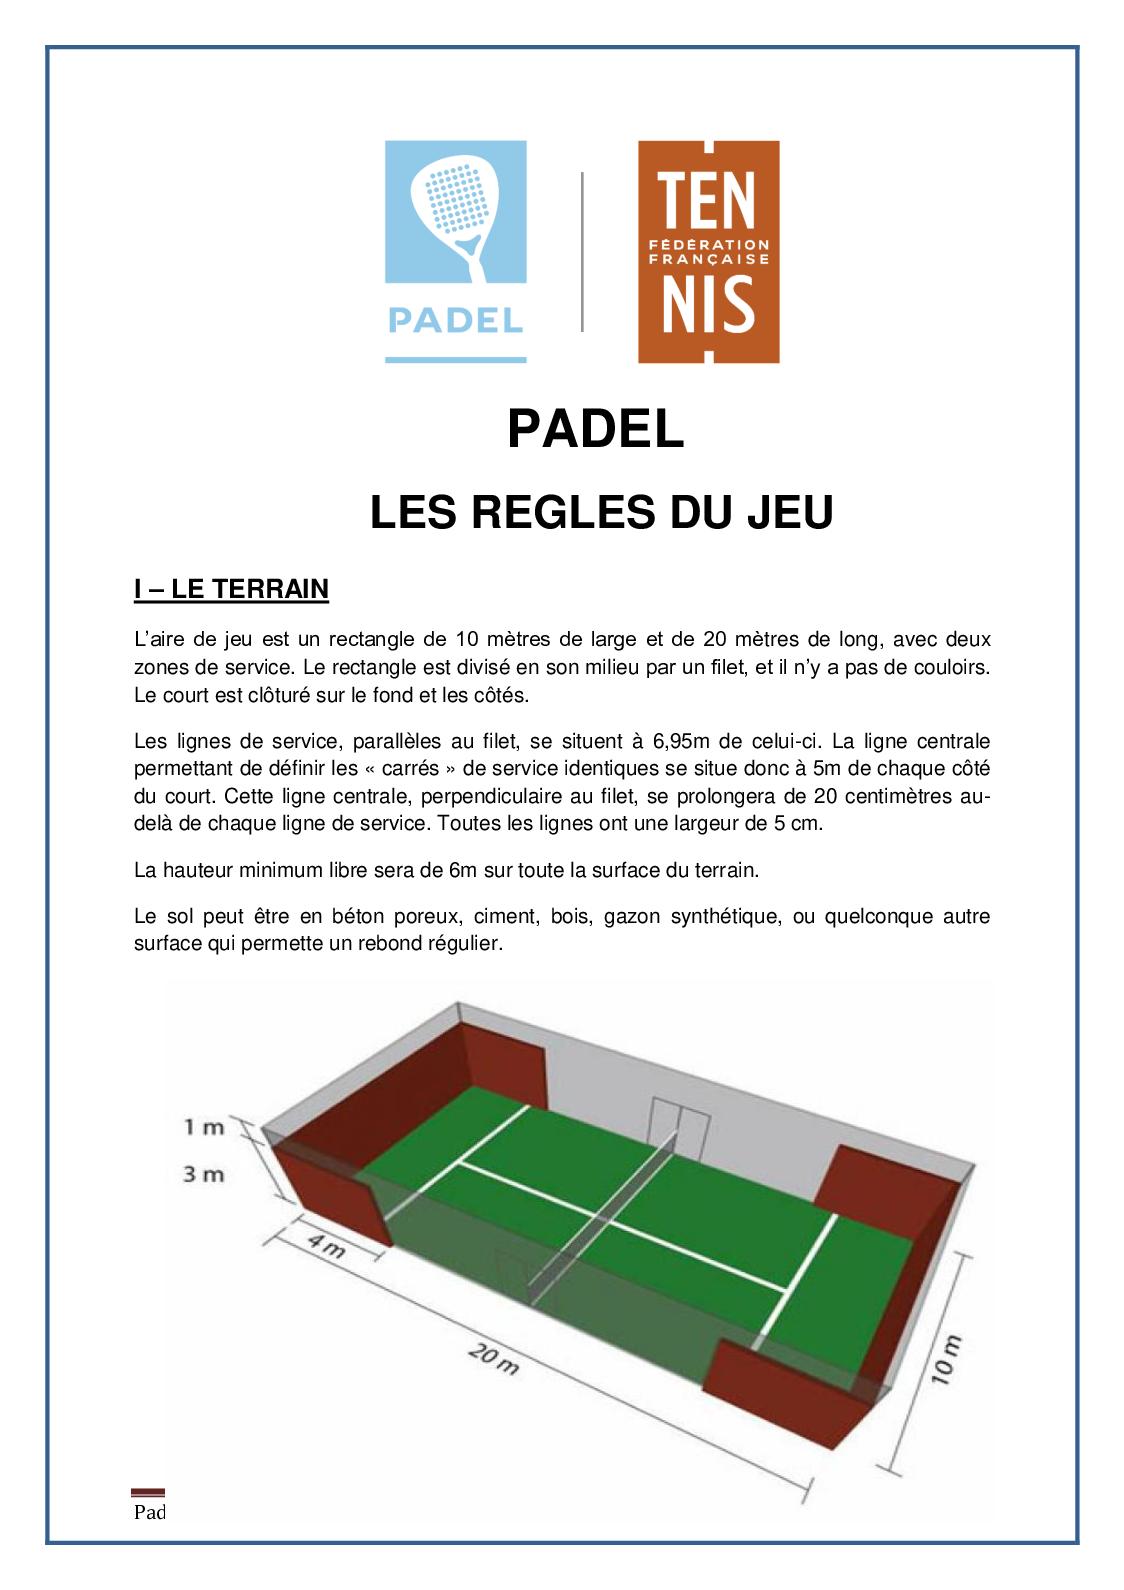 PADEL
TEN
FÉDÉRATION
FRANÇAISE
NIS
PADEL
LES REGLES DU JEU
I – LE TERRAIN
L’aire de jeu est un rectangle de 10 mètres de large et de 20 mètres de long, avec deux
zones de service. Le rectangle est divisé en son milieu par un filet, et il n’y a pas de couloirs.
Le court est clôturé sur le fond et les côtés.
Les lignes de service, parallèles au filet, se situent à 6,95m de celui-ci. La ligne centrale
permettant de définir les « carrés » de service identiques se situe donc à 5m de chaque côté
du court. Cette ligne centrale, perpendiculaire au filet, se prolongera de 20 centimètres au-
delà de chaque ligne de service. Toutes les lignes ont une largeur de 5 cm.
La hauteur minimum libre sera de 6m sur toute la surface du terrain.
Le sol peut être en béton poreux, ciment, bois, gazon synthétique, ou quelconque autre
surface qui permette un rebond régulier.
1 m
3 m
4 m
20 m
10 m
Pad